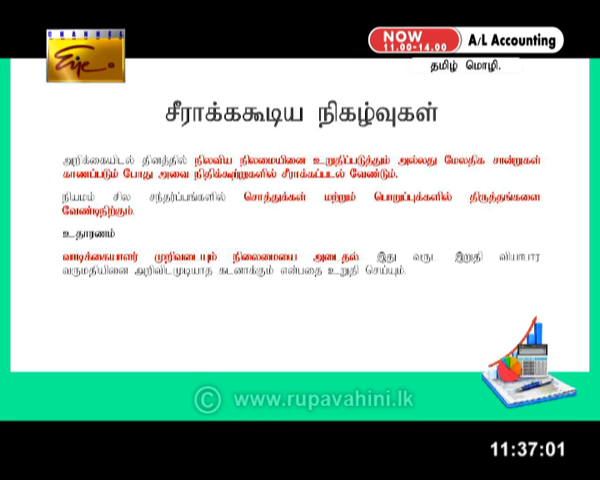 CHANNEL
Eye
NOW
11.00-14.00
A/L Accounting
தமிழ் மொழி.
சீராக்ககூடிய நிகழ்வுகள்
அறிக்கையிடல் தினத்தில் நிலவிய நிலமையினை உறுதிப்படுத்தும் அல்லது மேலதிக சான்றுகள்
காணப்படும் போது அவை நிதிக்கூற்றுகளில் சீராக்கப்படல் வேண்டும்.
நியமம் சில சந்தர்ப்பங்களில் சொத்துக்கள் மற்றும் பொறுப்புக்களில் திருத்தங்களை
வேண்டிநிற்கும்.
உதாரணம்
வாடிக்கையாளர் முறிவடையும் நிலைமையை அடைதல் இது வருட இறுதி வியாபார
வருமதியினை அறிவிடமுடியாத கடனாக்கும் என்பதை உறுதி செய்யும்.
© www.rupavahini.lk
11:37:01